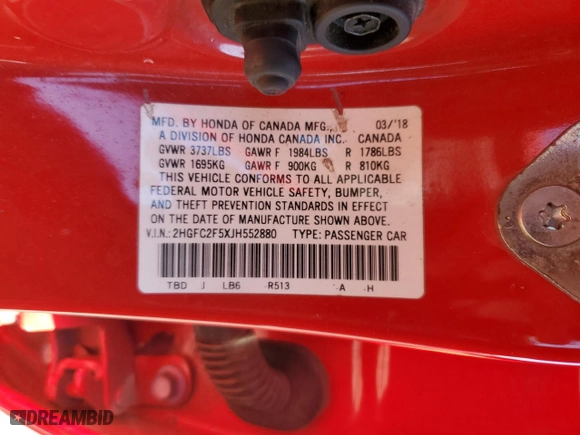 MFD. BY HONDA OF CANADA MFG., 03/'18
A DIVISION OF HONDA CANADA INC. CANADA
GVWR 3737LBS GAWR F 1984LBS R 1786LBS
GVWR 1695KG GAWR F 900KG R 810KG
THIS VEHICLE CONFORMS TO ALL APPLICABLE
FEDERAL MOTOR VEHICLE SAFETY, BUMPER,
AND THEFT PREVENTION STANDARDS IN EFFECT
ON THE DATE OF MANUFACTURE SHOWN ABOVE.
V.I.N.: 2HGFC2F5XJH552880 TYPE: PASSENGER CAR
TBD J LB6 R513 A H
DREAMBID